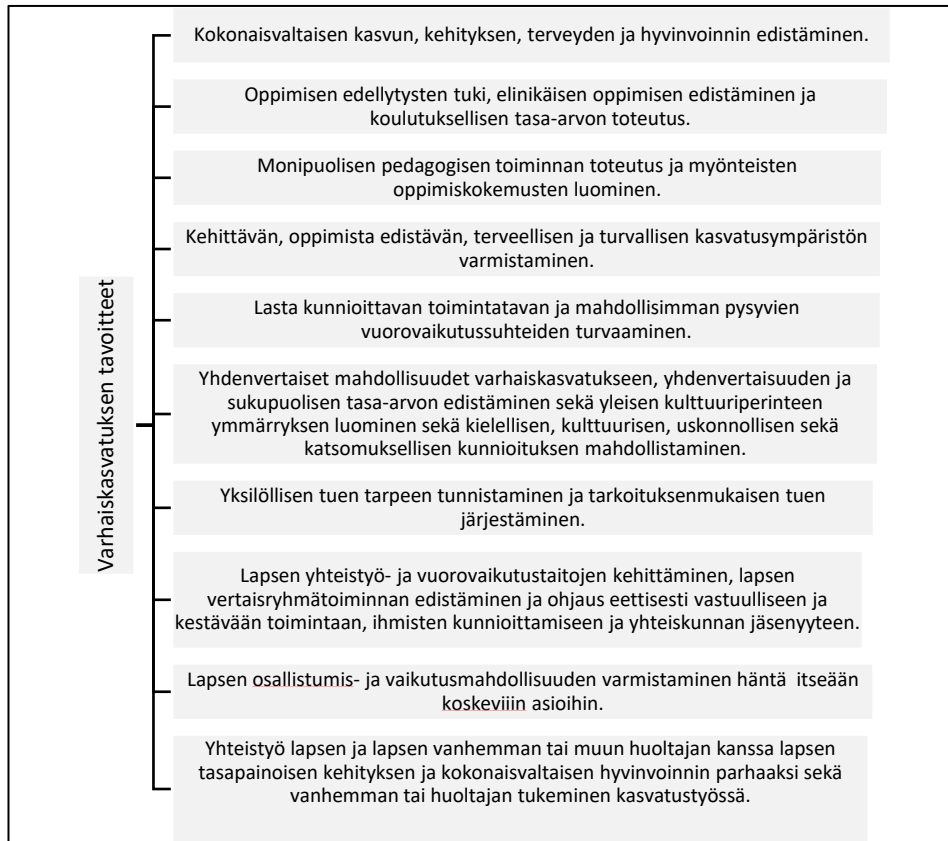 Varhaiskasvatuksen tavoitteet
Kokonaisvaltaisen kasvun, kehityksen, terveyden ja hyvinvoinnin edistäminen.
Oppimisen edellytysten tuki, elinikäisen oppimisen edistäminen ja
koulutuksellisen tasa-arvon toteutus.
Monipuolisen pedagogisen toiminnan toteutus ja myönteisten
oppimiskokemusten luominen.
Kehittävän, oppimista edistävän, terveellisen ja turvallisen kasvatusympäristön
varmistaminen.
Lasta kunnioittavan toimintatavan ja mahdollisimman pysyvien
vuorovaikutussuhteiden turvaaminen.
Yhdenvertaiset mahdollisuudet varhaiskasvatukseen, yhdenvertaisuuden ja
sukupuolisen tasa-arvon edistäminen sekä yleisen kulttuuriperinteen
ymmärryksen luominen sekä kielellisen, kulttuurisen, uskonnollisen sekä
katsomuksellisen kunnioituksen mahdollistaminen.
Yksilöllisen tuen tarpeen tunnistaminen ja tarkoituksenmukaisen tuen
järjestäminen.
Lapsen yhteistyö- ja vuorovaikutustaitojen kehittäminen, lapsen
vertaisryhmätoiminnan edistäminen ja ohjaus eettisesti vastuulliseen ja
kestävään toimintaan, ihmisten kunnioittamiseen ja yhteiskunnan jäsenyyteen.
Lapsen osallistumis- ja vaikutusmahdollisuuden varmistaminen häntä itseään
koskeviiin asioihin.
Yhteistyö lapsen ja lapsen vanhemman tai muun huoltajan kanssa lapsen
tasapainoisen kehityksen ja kokonaisvaltaisen hyvinvoinnin parhaaksi sekä
vanhemman tai huoltajan tukeminen kasvatustyössä.